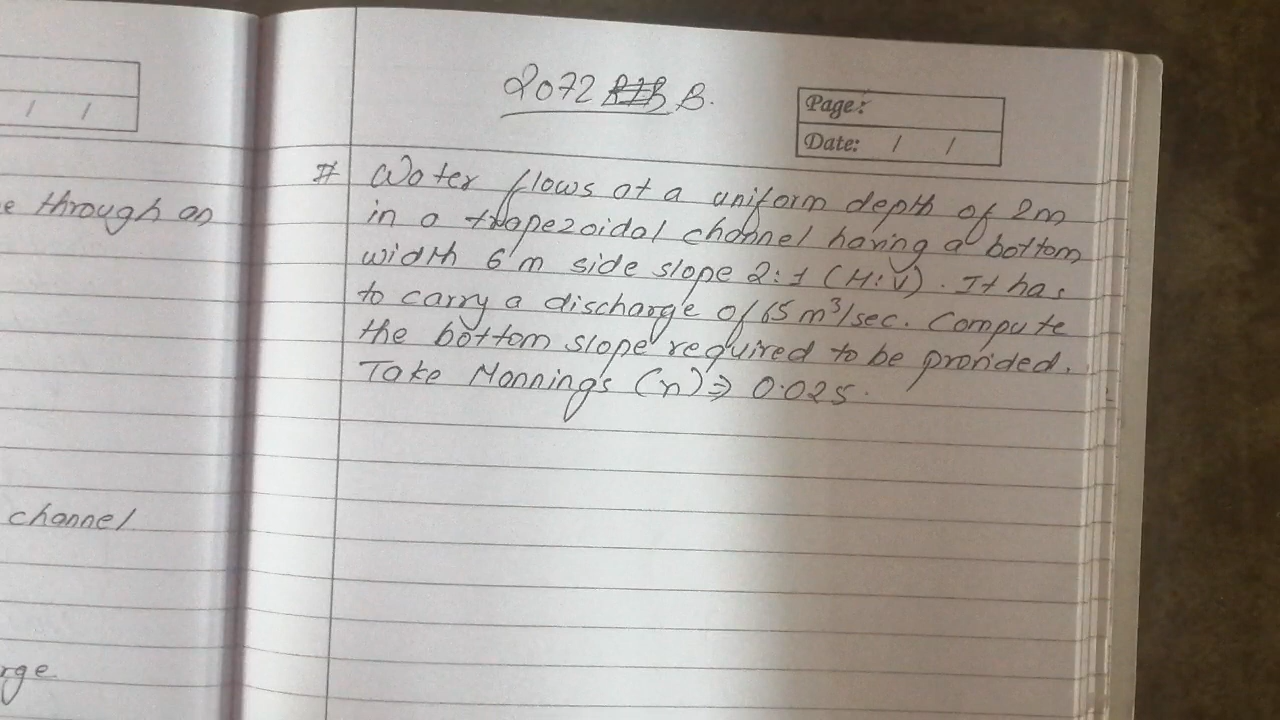 2072 B.
Page:
Date: / /
/ /
# Water flows at a uniform depth of 2m
e through an
in a trapezoidal channel having a bottom
width 6m side slope 2:1 (H:V). It has
to carry a discharge of 65 m³/sec. Compute
the bottom slope required to be provided.
Take Mannings (n) ⇒ 0.025.
channel
rge